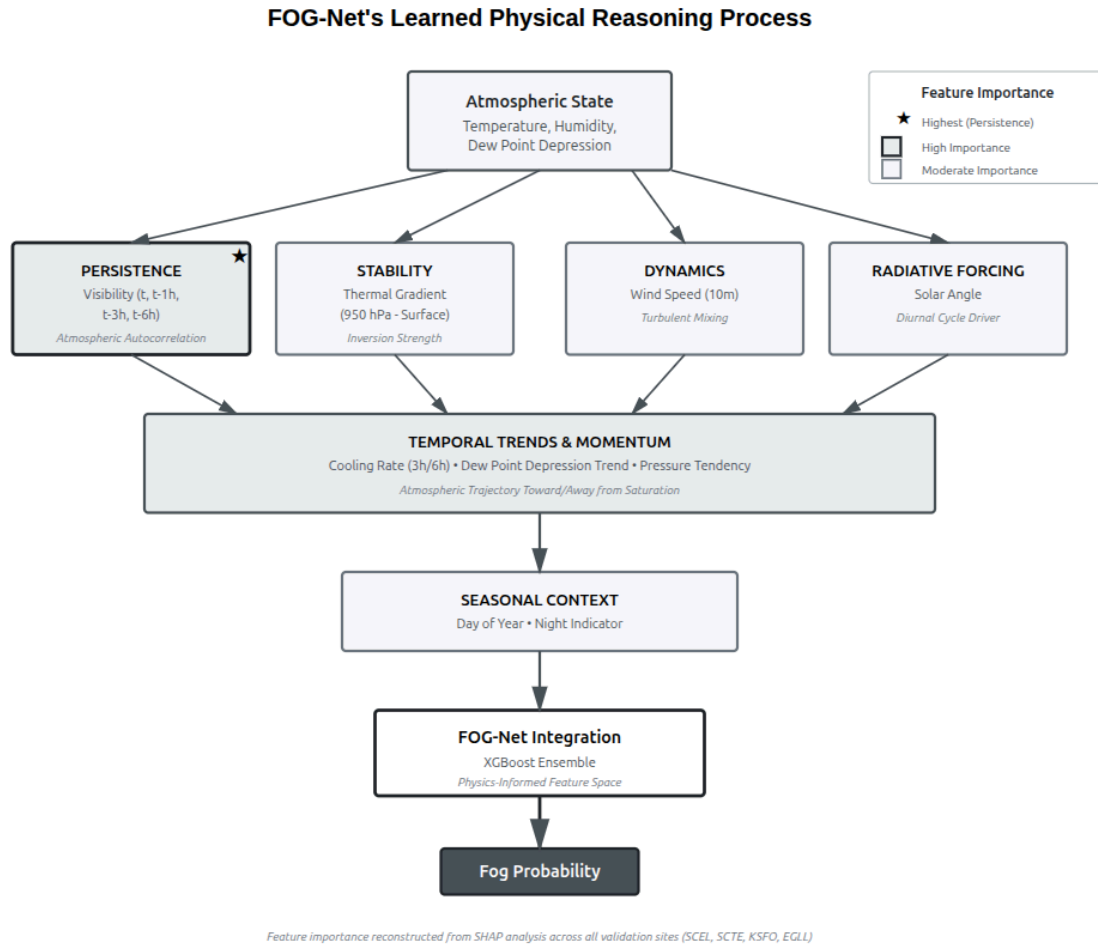 FOG-Net's Learned Physical Reasoning Process
Atmospheric State
Temperature, Humidity,
Dew Point Depression
Feature Importance
★ Highest (Persistence)
High Importance
Moderate Importance
PERSISTENCE ★
Visibility (t, t-1h,
t-3h, t-6h)
Atmospheric Autocorrelation
STABILITY
Thermal Gradient
(950 hPa - Surface)
Inversion Strength
DYNAMICS
Wind Speed (10m)
Turbulent Mixing
RADIATIVE FORCING
Solar Angle
Diurnal Cycle Driver
TEMPORAL TRENDS & MOMENTUM
Cooling Rate (3h/6h) • Dew Point Depression Trend • Pressure Tendency
Atmospheric Trajectory Toward/Away from Saturation
SEASONAL CONTEXT
Day of Year • Night Indicator
FOG-Net Integration
XGBoost Ensemble
Physics-Informed Feature Space
Fog Probability
Feature importance reconstructed from SHAP analysis across all validation sites (SCEL, SCTE, KSFO, EGLL)